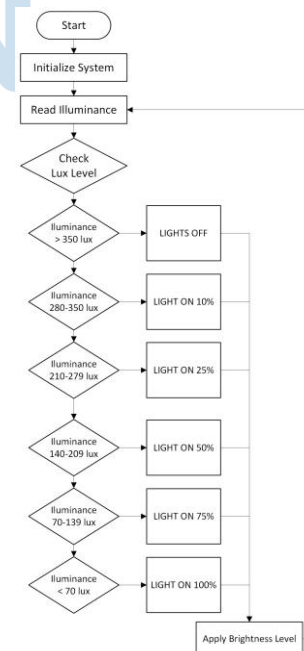 Start
Initialize System
Read Illuminance
Check
Lux Level
Iluminance
> 350 lux
LIGHTS OFF
Iluminance
280-350 lux
LIGHT ON 10%
Iluminance
210-279 lux
LIGHT ON 25%
Iluminance
140-209 lux
LIGHT ON 50%
Iluminance
70-139 lux
LIGHT ON 75%
Iluminance
< 70 lux
LIGHT ON 100%
Apply Brightness Level